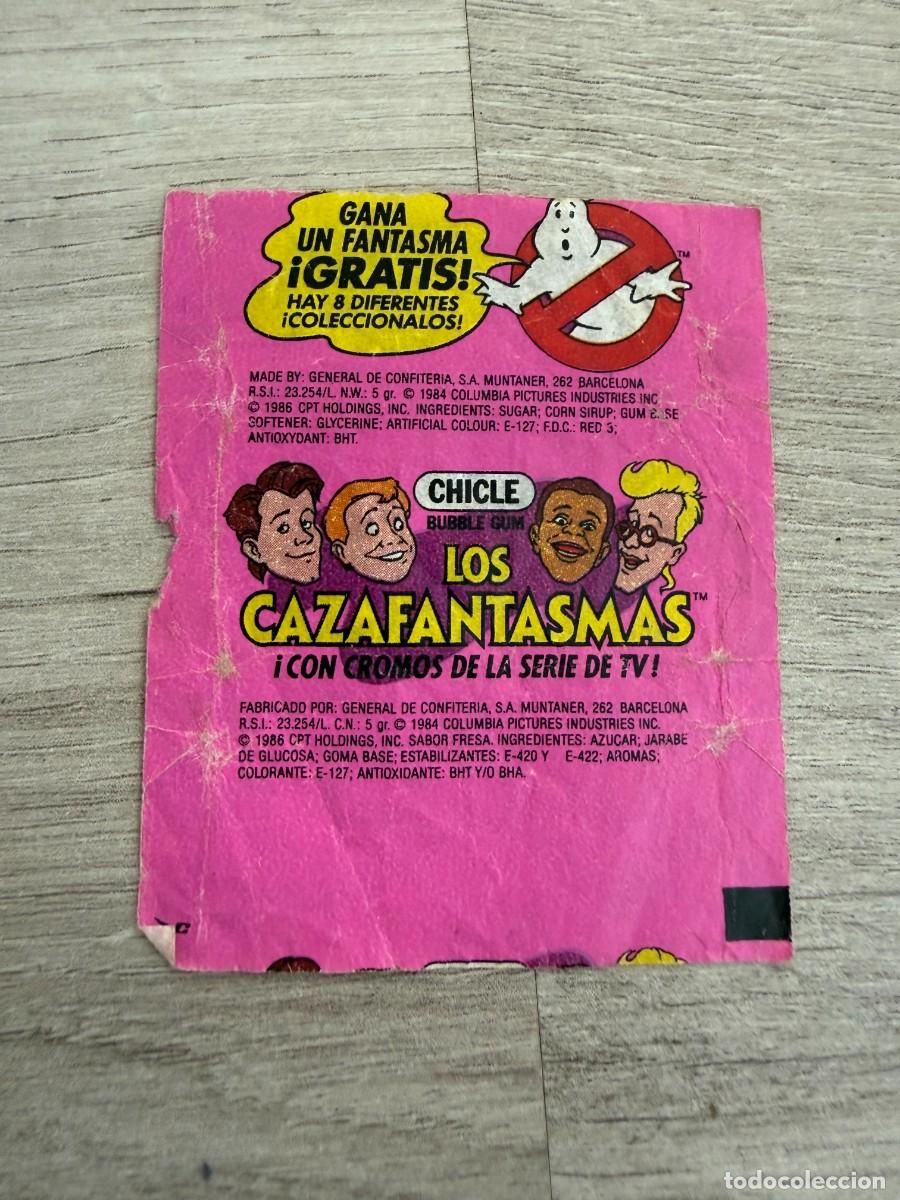 GANA
UN FANTASMA
¡GRATIS!
HAY 8 DIFERENTES
¡COLECCIONALOS!
TM
MADE BY: GENERAL DE CONFITERIA, S.A. MUNTANER, 262 BARCELONA
R.S.I.: 23.254/L. N.W.: 5 gr. © 1984 COLUMBIA PICTURES INDUSTRIES INC
© 1986 CPT HOLDINGS, INC. INGREDIENTS: SUGAR; CORN SIRUP; GUM BASE
SOFTENER: GLYCERINE; ARTIFICIAL COLOUR: E-127; F.D.C.: RED 3;
ANTIOXYDANT: BHT.
CHICLE
BUBBLE GUM
LOS
CAZAFANTASMAS TM
¡CON CROMOS DE LA SERIE DE TV!
FABRICADO POR: GENERAL DE CONFITERIA, S.A. MUNTANER, 262 BARCELONA
R.S.I.: 23.254/L. C.N.: 5 gr. © 1984 COLUMBIA PICTURES INDUSTRIES INC.
© 1986 CPT HOLDINGS, INC. SABOR FRESA. INGREDIENTES: AZUCAR; JARABE
DE GLUCOSA; GOMA BASE; ESTABILIZANTES: E-420 Y E-422; AROMAS;
COLORANTE: E-127; ANTIOXIDANTE: BHT Y/O BHA.
todocoleccion